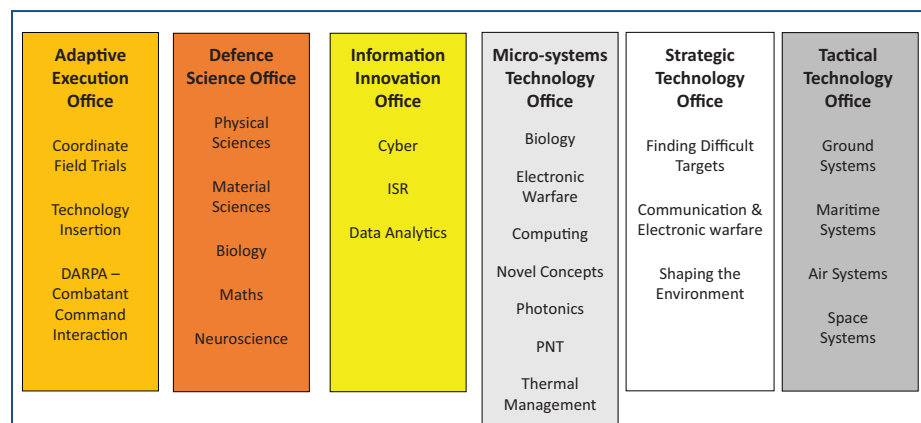 Adaptive
Execution
Office
Coordinate
Field Trials
Technology
Insertion
DARPA –
Combatant
Command
Interaction
Defence
Science Office
Physical
Sciences
Material
Sciences
Biology
Maths
Neuroscience
Information
Innovation
Office
Cyber
ISR
Data Analytics
Micro-systems
Technology
Office
Biology
Electronic
Warfare
Computing
Novel Concepts
Photonics
PNT
Thermal
Management
Strategic
Technology
Office
Finding Difficult
Targets
Communication &
Electronic warfare
Shaping the
Environment
Tactical
Technology
Office
Ground
Systems
Maritime
Systems
Air Systems
Space
Systems